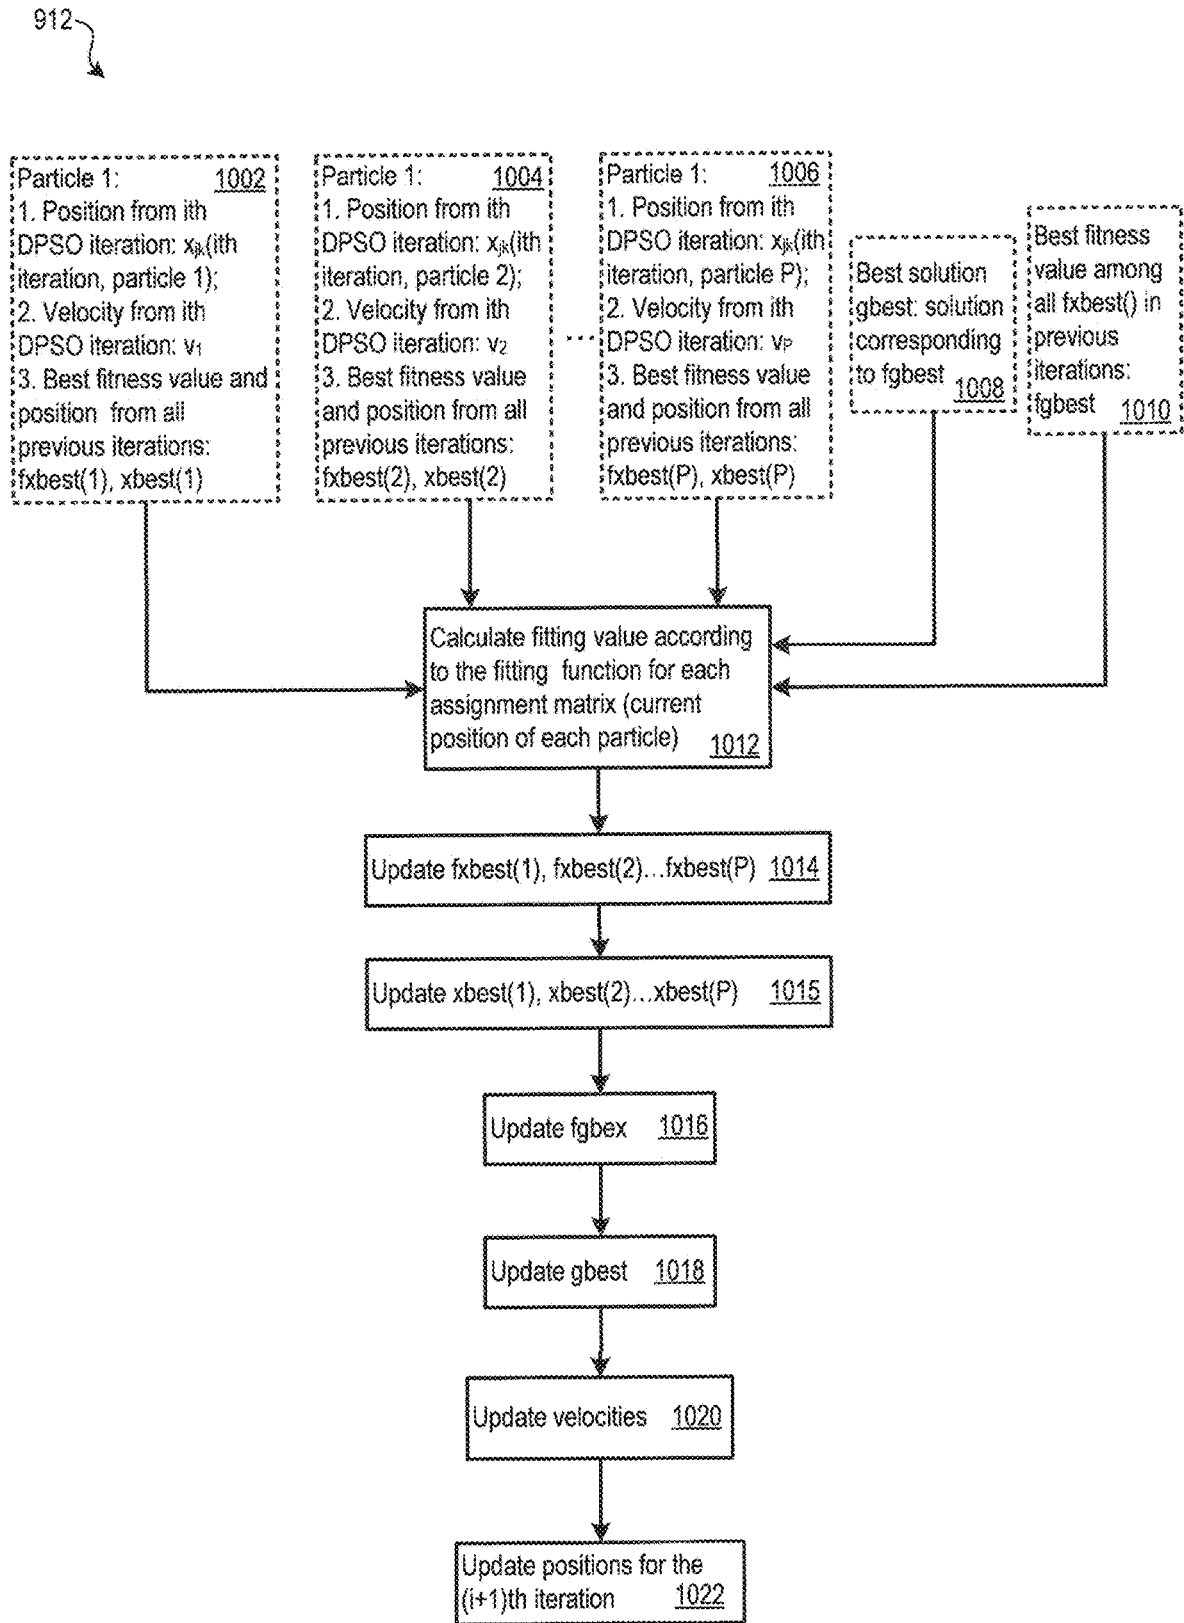 912
Particle 1: 1002
1. Position from ith
DPSO iteration: xjk(ith
iteration, particle 1);
2. Velocity from ith
DPSO iteration: v1
3. Best fitness value and
position from all
previous iterations:
fxbest(1), xbest(1)
Particle 1: 1004
1. Position from ith
DPSO iteration: xjk(ith
iteration, particle 2);
2. Velocity from ith
DPSO iteration: v2
3. Best fitness value
and position from all
previous iterations:
fxbest(2), xbest(2)
.....
Particle 1: 1006
1. Position from ith
DPSO iteration: xjk(ith
iteration, particle P);
2. Velocity from ith
DPSO iteration: vP
3. Best fitness value
and position from all
previous iterations:
fxbest(P), xbest(P)
Best solution
gbest: solution
corresponding
to fgbest 1008
Best fitness
value among
all fxbest() in
previous
iterations:
fgbest 1010
Calculate fitting value according
to the fitting function for each
assignment matrix (current
position of each particle) 1012
Update fxbest(1), fxbest(2)...fxbest(P) 1014
Update xbest(1), xbest(2)...xbest(P) 1015
Update fgbex 1016
Update gbest 1018
Update velocities 1020
Update positions for the
(i+1)th iteration 1022